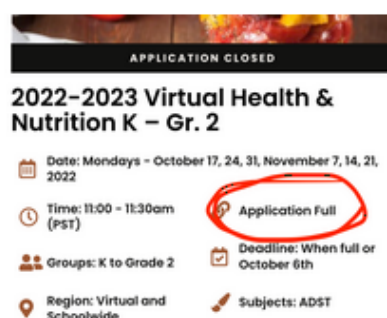 APPLICATION CLOSED
2022-2023 Virtual Health &
Nutrition K – Gr. 2
Date: Mondays - October 17, 24, 31, November 7, 14, 21,
2022
Time: 11:00 - 11:30am
(PST)
Application Full
Groups: K to Grade 2
Deadline: When full or
October 6th
Region: Virtual and
Schoolwide
Subjects: ADST